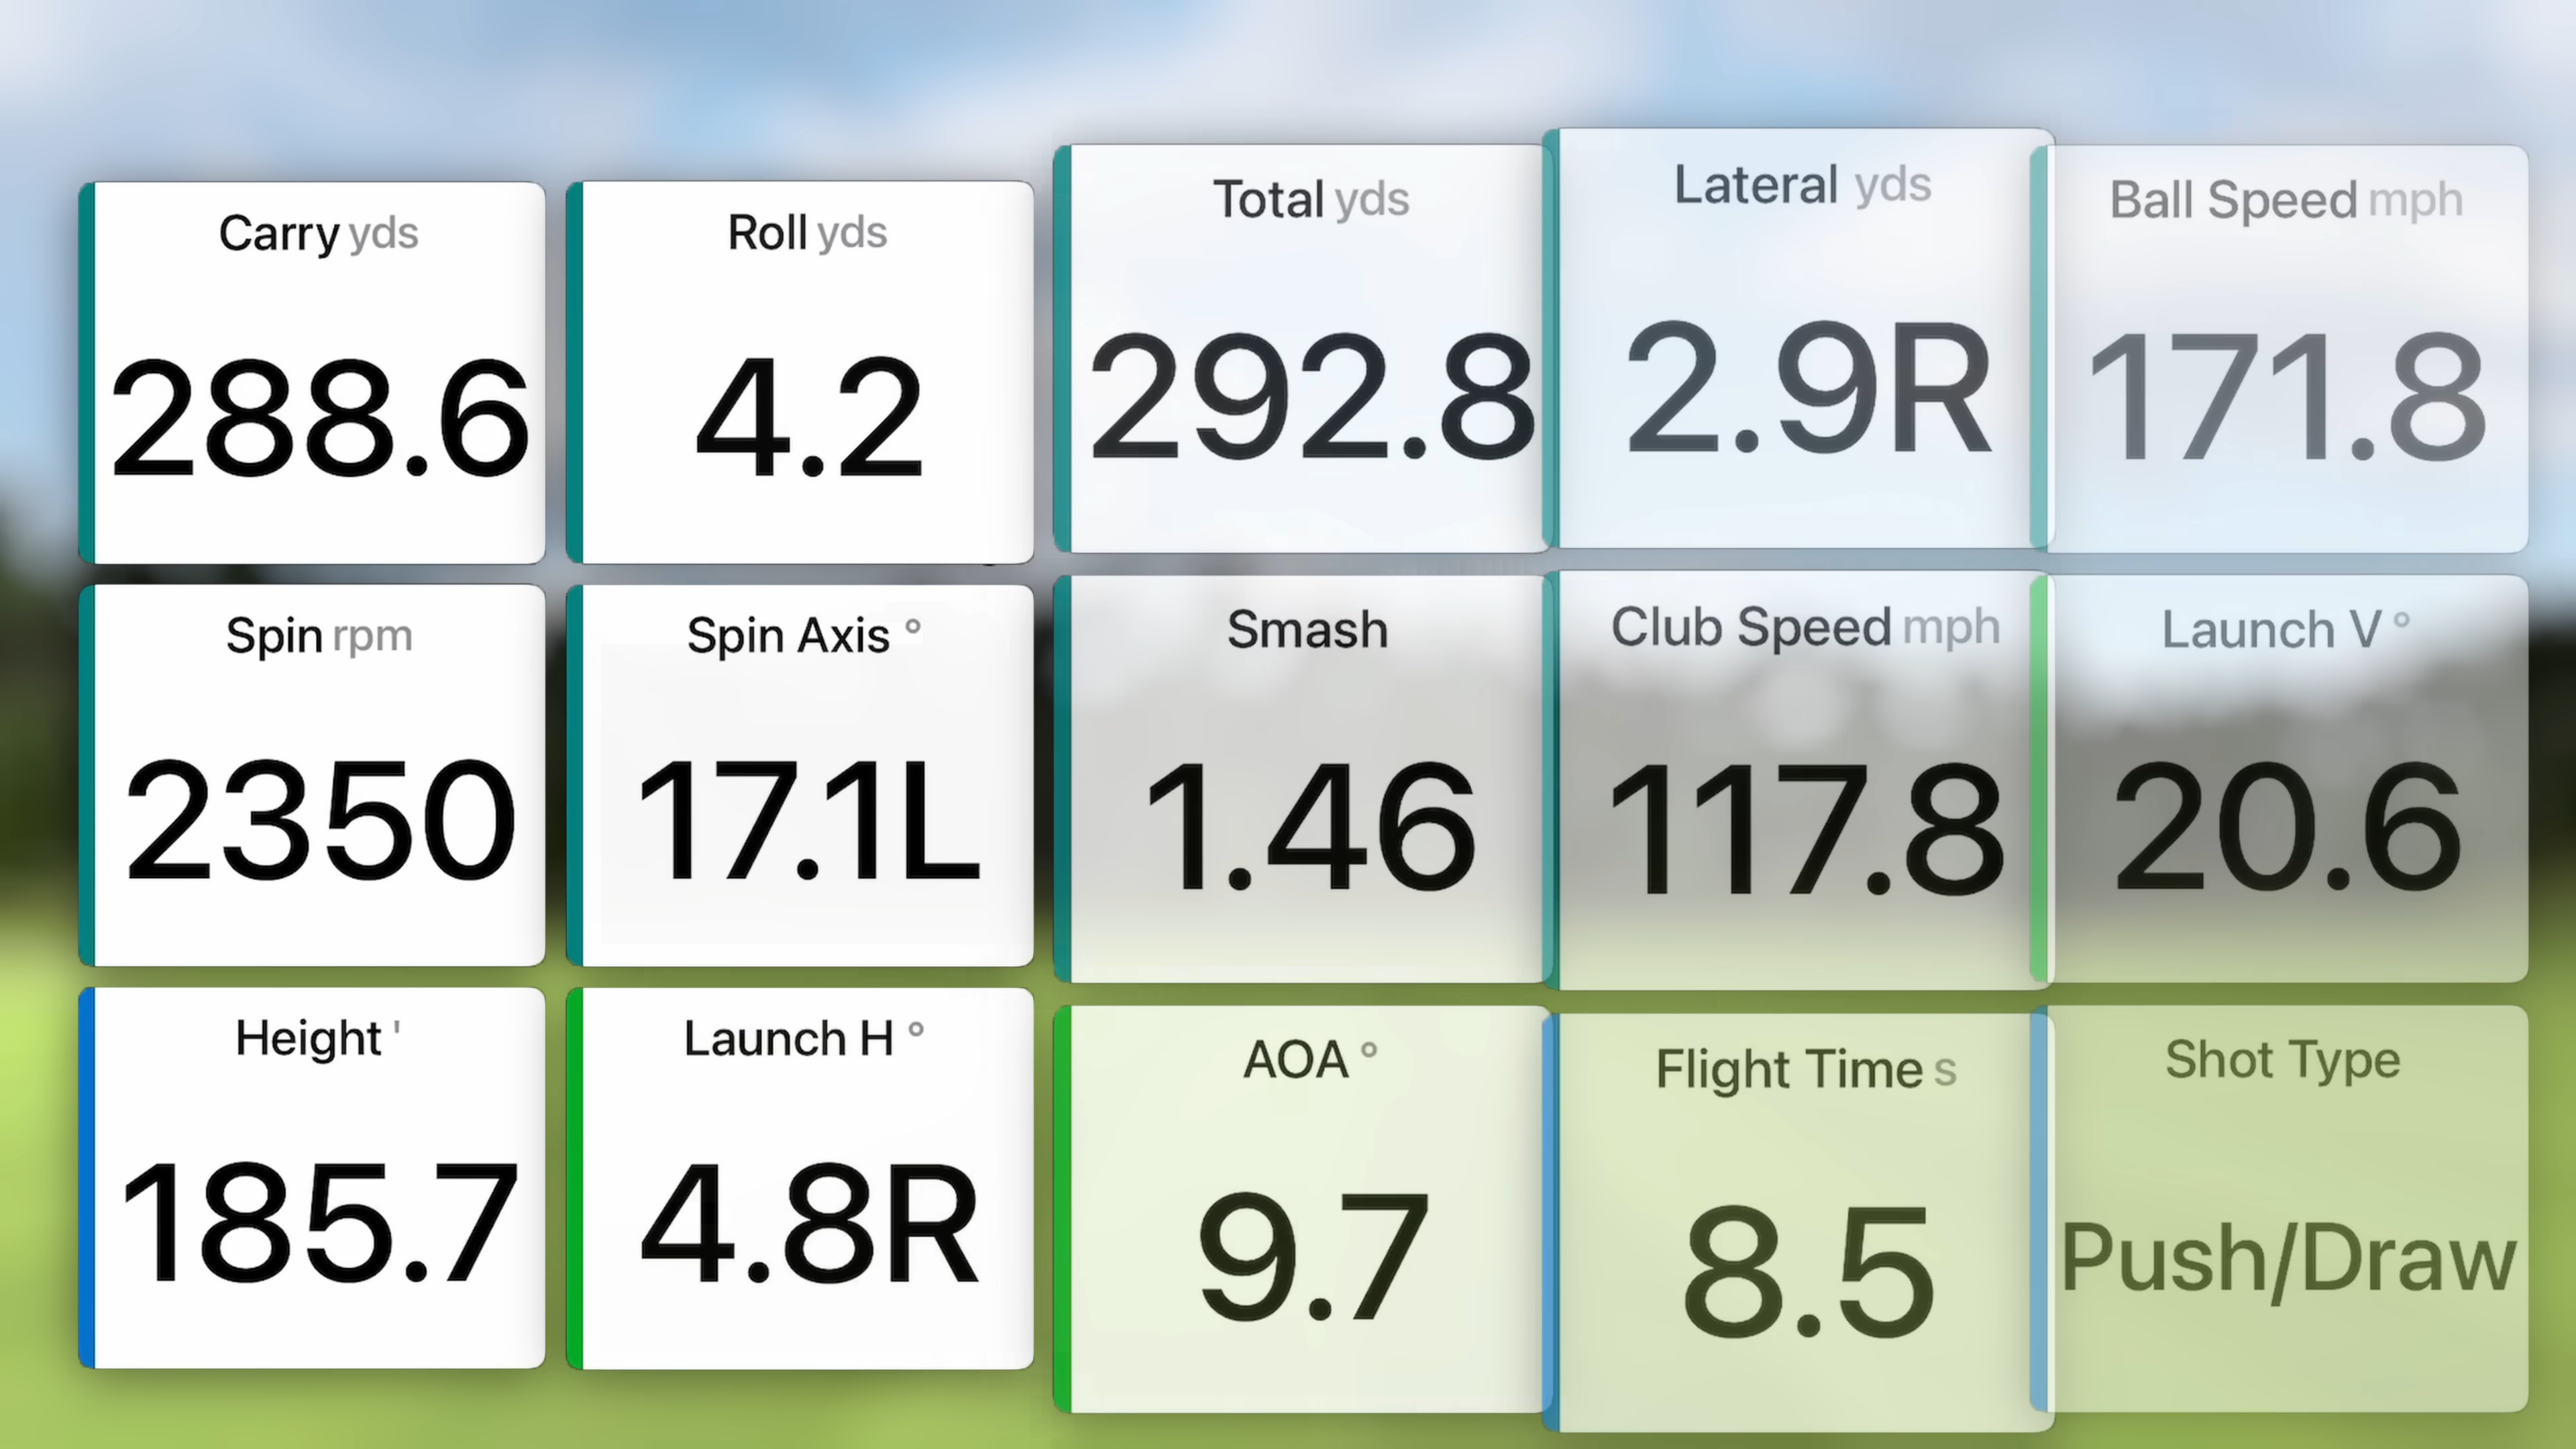 Carry yds
288.6
Roll yds
4.2
Total yds
292.8
Lateral yds
2.9R
Ball Speed mph
171.8
Spin rpm
2350
Spin Axis °
17.1L
Smash
1.46
Club Speed mph
117.8
Launch V °
20.6
Height '
185.7
Launch H °
4.8R
AOA °
9.7
Flight Time s
8.5
Shot Type
Push/Draw